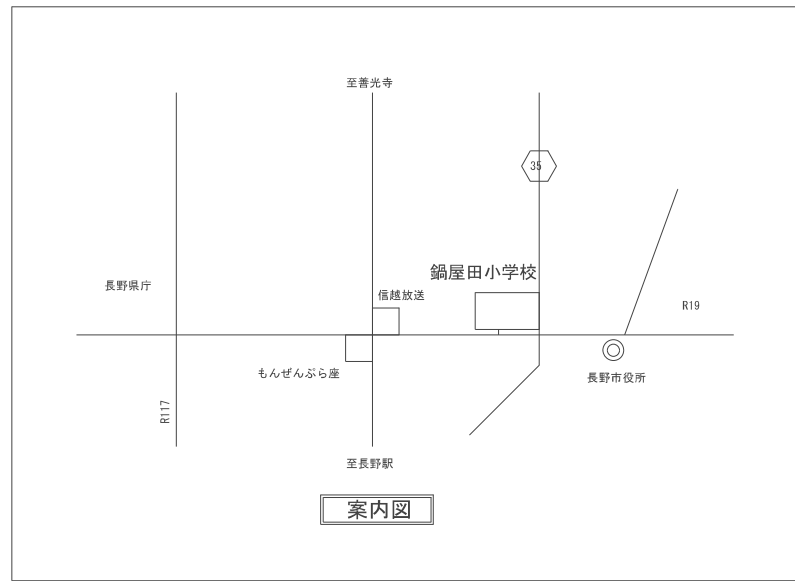 至善光寺
35
鍋屋田小学校
長野県庁
信越放送
R19
もんぜんぷら座
長野市役所
R117
至長野駅
案内図